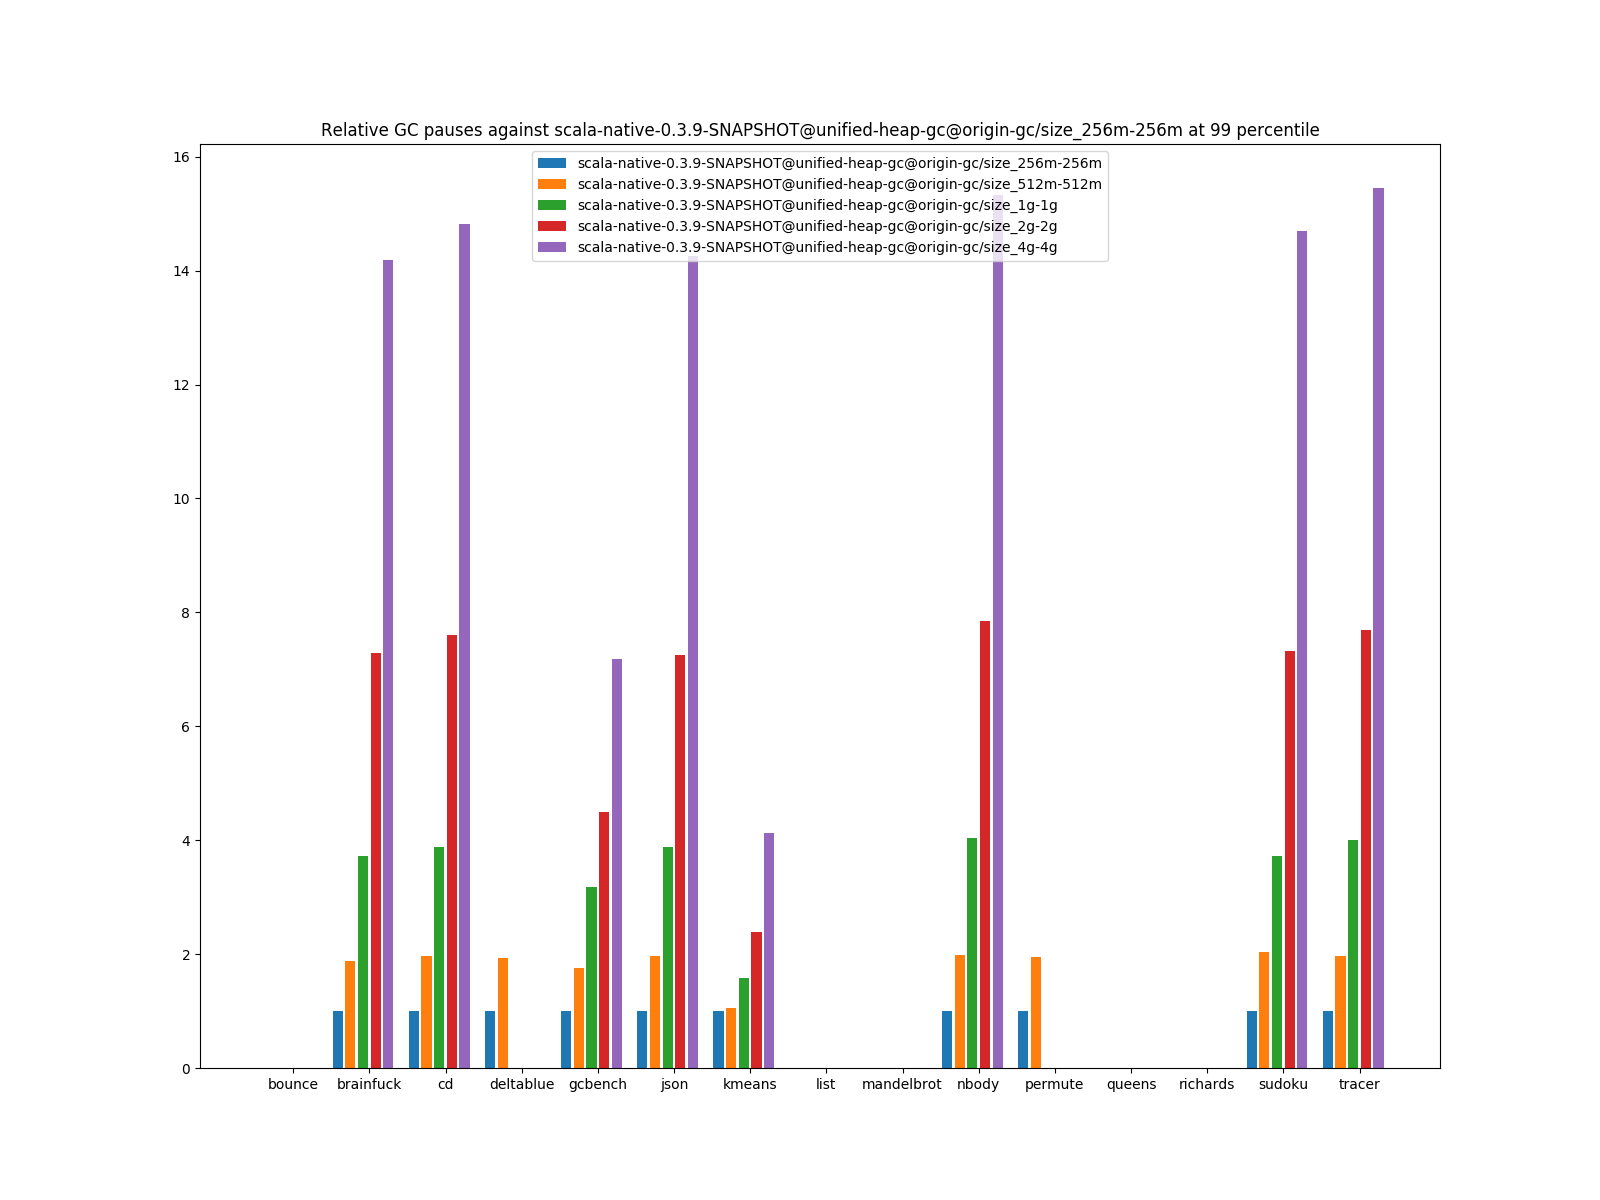 Relative GC pauses against scala-native-0.3.9-SNAPSHOT@unified-heap-gc@origin-gc/size_256m-256m at 99 percentile
scala-native-0.3.9-SNAPSHOT@unified-heap-gc@origin-gc/size_256m-256m
scala-native-0.3.9-SNAPSHOT@unified-heap-gc@origin-gc/size_512m-512m
scala-native-0.3.9-SNAPSHOT@unified-heap-gc@origin-gc/size_1g-1g
scala-native-0.3.9-SNAPSHOT@unified-heap-gc@origin-gc/size_2g-2g
scala-native-0.3.9-SNAPSHOT@unified-heap-gc@origin-gc/size_4g-4g
16
14
12
10
8
6
4
2
0
bounce brainfuck cd deltablue gcbench json kmeans list mandelbrot nbody permute queens richards sudoku tracer